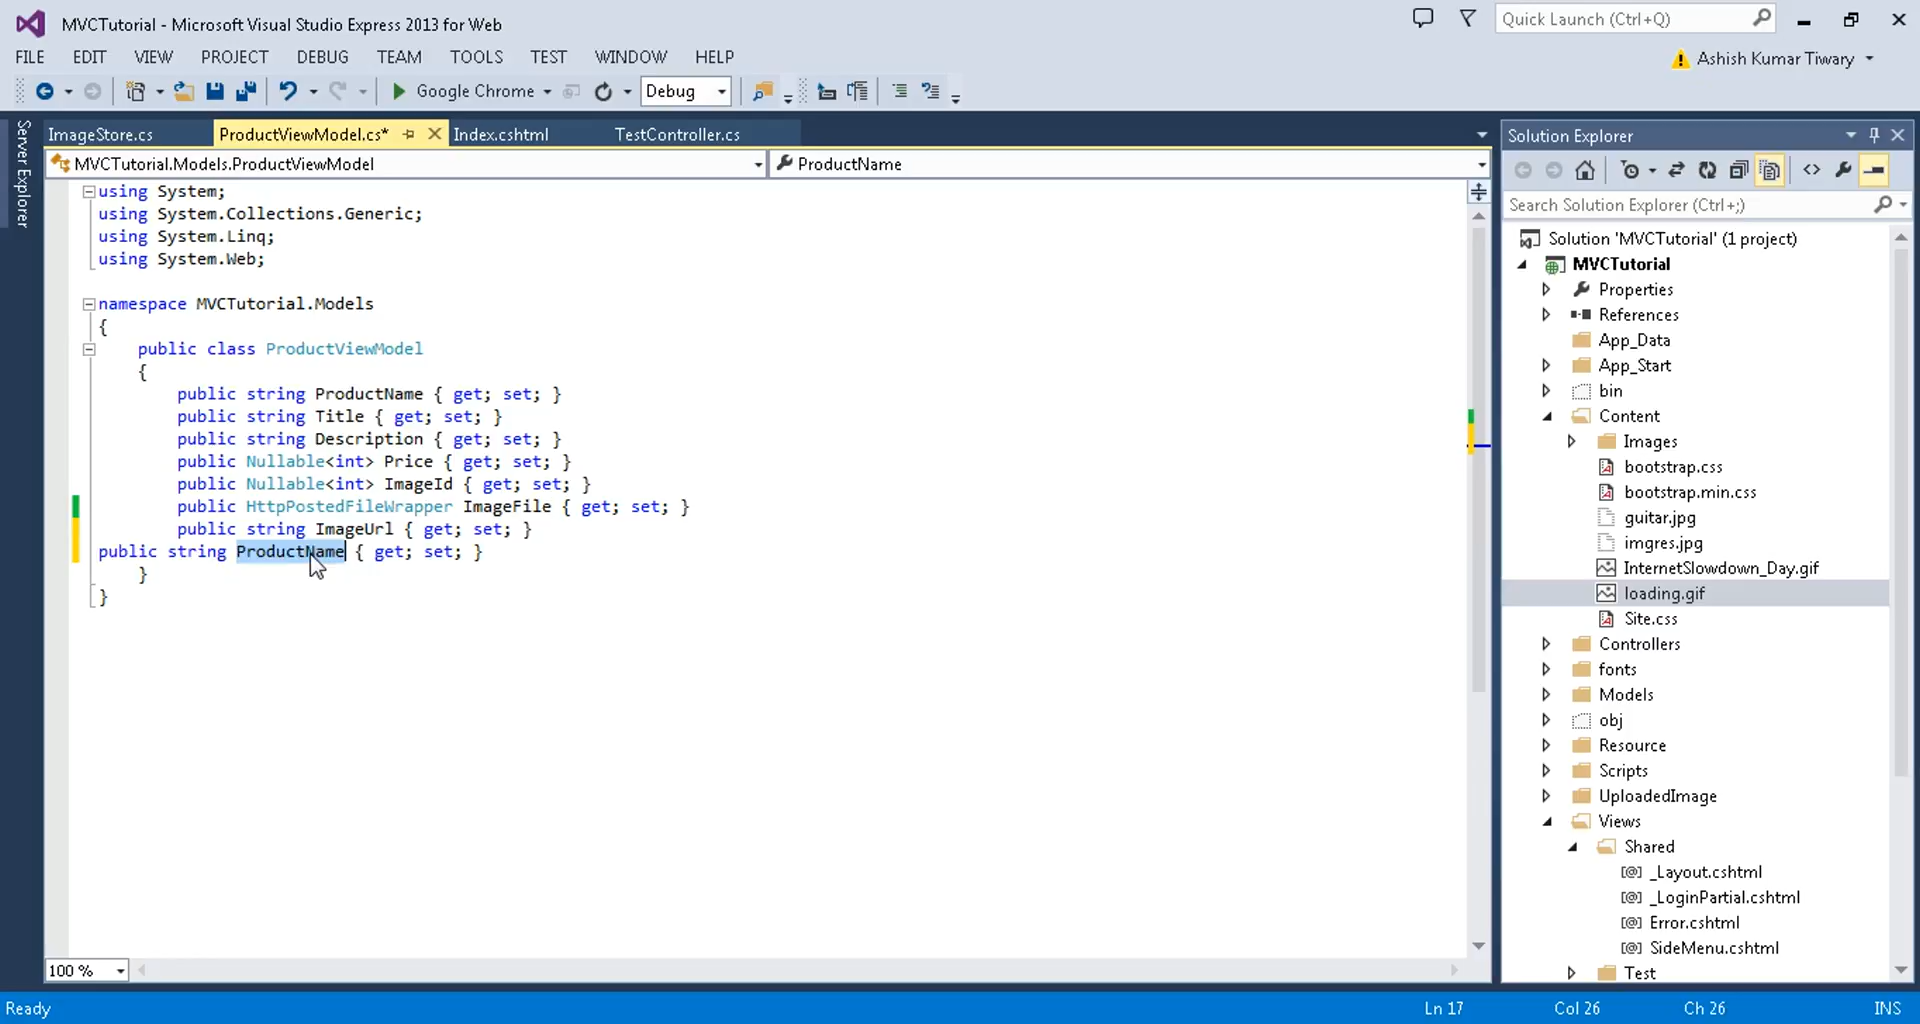 MVCTutorial - Microsoft Visual Studio Express 2013 for Web
Quick Launch (Ctrl+Q)
FILE EDIT VIEW PROJECT DEBUG TEAM TOOLS TEST WINDOW HELP
Ashish Kumar Tiwary
Google Chrome Debug
Server Explorer
ImageStore.cs ProductViewModel.cs* Index.cshtml TestController.cs
MVCTutorial.Models.ProductViewModel ProductName
using System;
using System.Collections.Generic;
using System.Linq;
using System.Web;
namespace MVCTutorial.Models
{
public class ProductViewModel
{
public string ProductName { get; set; }
public string Title { get; set; }
public string Description { get; set; }
public Nullable<int> Price { get; set; }
public Nullable<int> ImageId { get; set; }
public HttpPostedFileWrapper ImageFile { get; set; }
public string ImageUrl { get; set; }
public string ProductName { get; set; }
}
}
100 %
Solution Explorer
Search Solution Explorer (Ctrl+;)
Solution 'MVCTutorial' (1 project)
MVCTutorial
Properties
References
App_Data
App_Start
bin
Content
Images
bootstrap.css
bootstrap.min.css
guitar.jpg
imgres.jpg
InternetSlowdown_Day.gif
loading.gif
Site.css
Controllers
fonts
Models
obj
Resource
Scripts
UploadedImage
Views
Shared
_Layout.cshtml
_LoginPartial.cshtml
Error.cshtml
SideMenu.cshtml
Test
Ready Ln 17 Col 26 Ch 26 INS